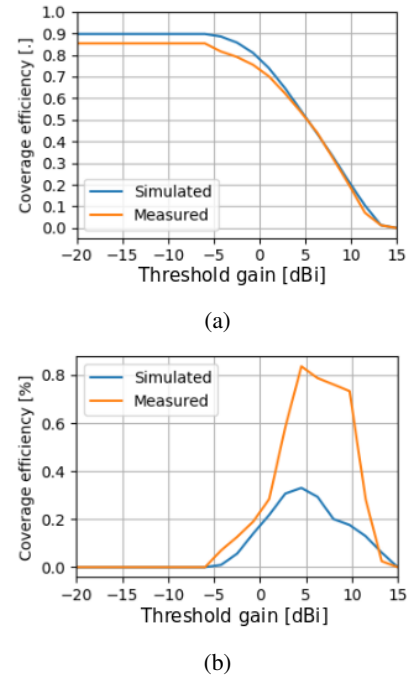 1.0
0.9
0.8
0.7
0.6
0.5
0.4
0.3
0.2
0.1
0.0
Coverage efficiency [.]
Simulated
Measured
−20 −15 −10 −5 0 5 10 15
Threshold gain [dBi]
(a)
0.8
0.6
0.4
0.2
0.0
Coverage efficiency [%]
Simulated
Measured
−20 −15 −10 −5 0 5 10 15
Threshold gain [dBi]
(b)